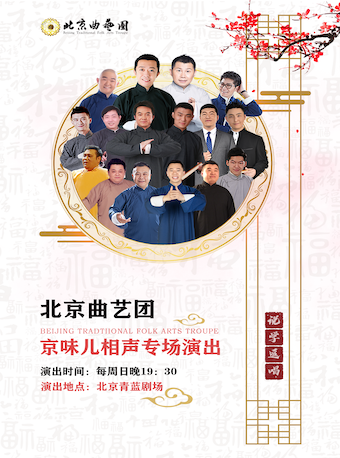 北京曲艺团
Beijing Traditional Folk Arts Troupe
北京曲艺团
BEIJING TRADTIIONAL FOLK ARTS TROUPE
京味儿相声专场演出
演出时间：每周日晚19：30
演出地点：北京青蓝剧场
说学逗唱